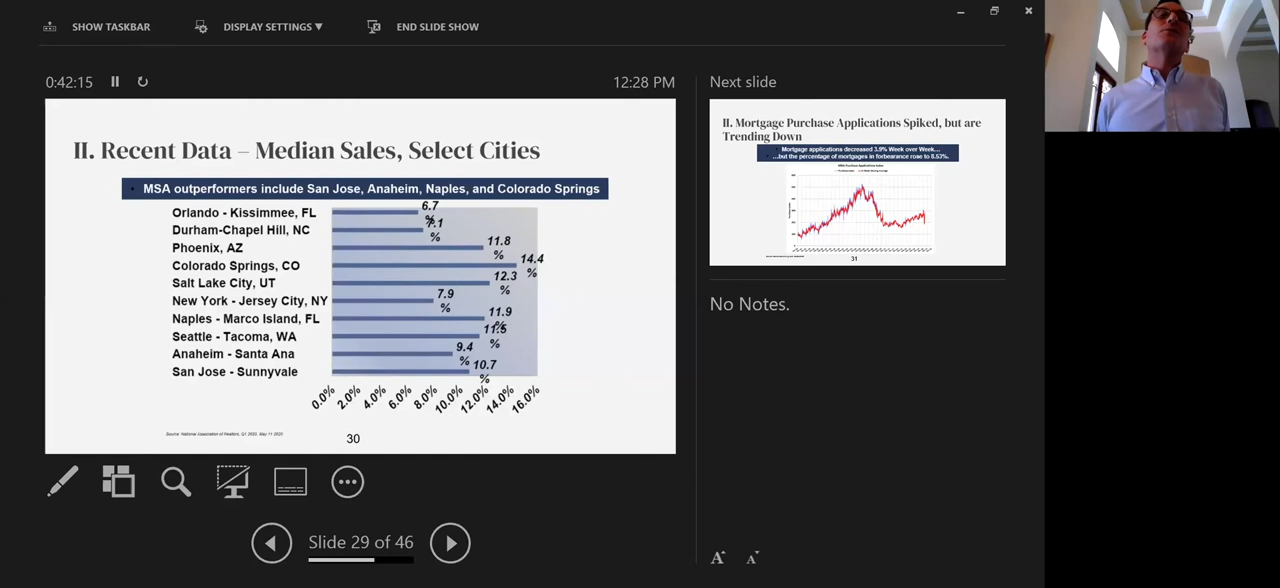 SHOW TASKBAR
DISPLAY SETTINGS ▼
END SLIDE SHOW
0:42:15
12:28 PM
II. Recent Data – Median Sales, Select Cities
• MSA outperformers include San Jose, Anaheim, Naples, and Colorado Springs
Orlando - Kissimmee, FL 6.7%
Durham-Chapel Hill, NC 7.1%
Phoenix, AZ 11.8%
Colorado Springs, CO 14.4%
Salt Lake City, UT 12.3%
New York - Jersey City, NY 7.9%
Naples - Marco Island, FL 11.9%
Seattle - Tacoma, WA 11.5%
Anaheim - Santa Ana 9.4%
San Jose - Sunnyvale 10.7%
0.0% 2.0% 4.0% 6.0% 8.0% 10.0% 12.0% 14.0% 16.0%
Source: National Association of Realtors, Q1 2020, May 11 2020
30
Slide 29 of 46
Next slide
II. Mortgage Purchase Applications Spiked, but are
Trending Down
• Mortgage applications decreased 3.9% Week over Week…
• …but the percentage of mortgages in forbearance rose to 8.53%.
MBA Purchase Applications Index
31
No Notes.
A A